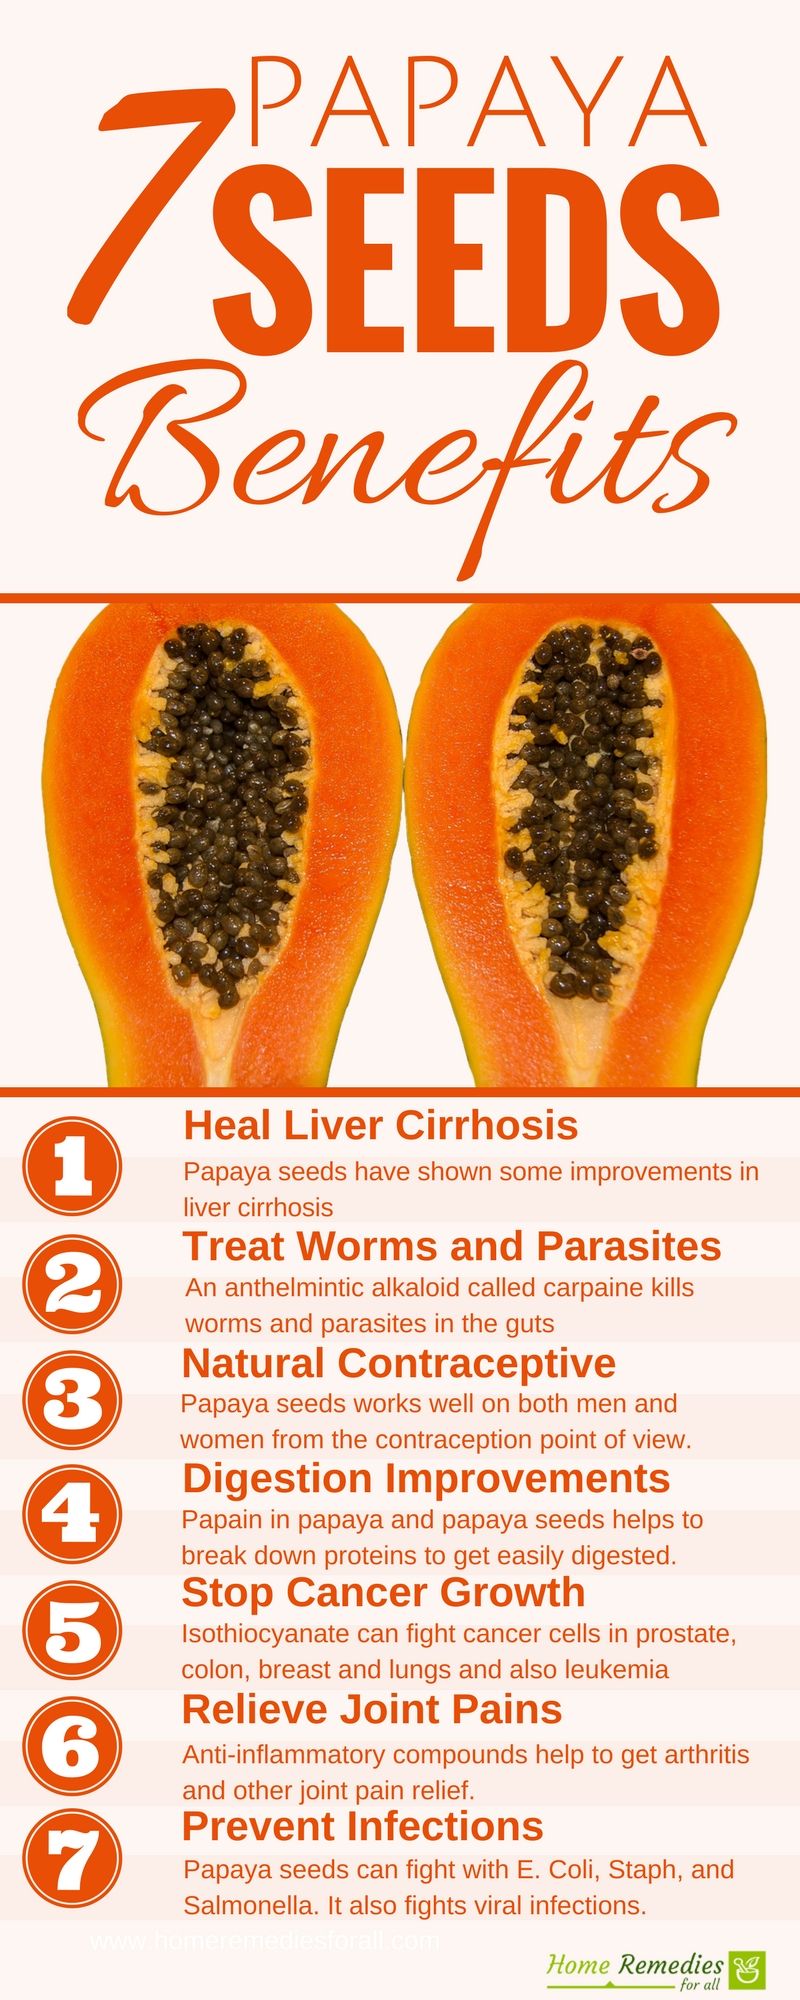 7 PAPAYA
SEEDS
Benefits
1
Heal Liver Cirrhosis
Papaya seeds have shown some improvements in
liver cirrhosis
2
Treat Worms and Parasites
An anthelmintic alkaloid called carpaine kills
worms and parasites in the guts
3
Natural Contraceptive
Papaya seeds works well on both men and
women from the contraception point of view.
4
Digestion Improvements
Papain in papaya and papaya seeds helps to
break down proteins to get easily digested.
5
Stop Cancer Growth
Isothiocyanate can fight cancer cells in prostate,
colon, breast and lungs and also leukemia
6
Relieve Joint Pains
Anti-inflammatory compounds help to get arthritis
and other joint pain relief.
7
Prevent Infections
Papaya seeds can fight with E. Coli, Staph, and
Salmonella. It also fights viral infections.
www.homeremediesforall.com
Home Remedies
for all